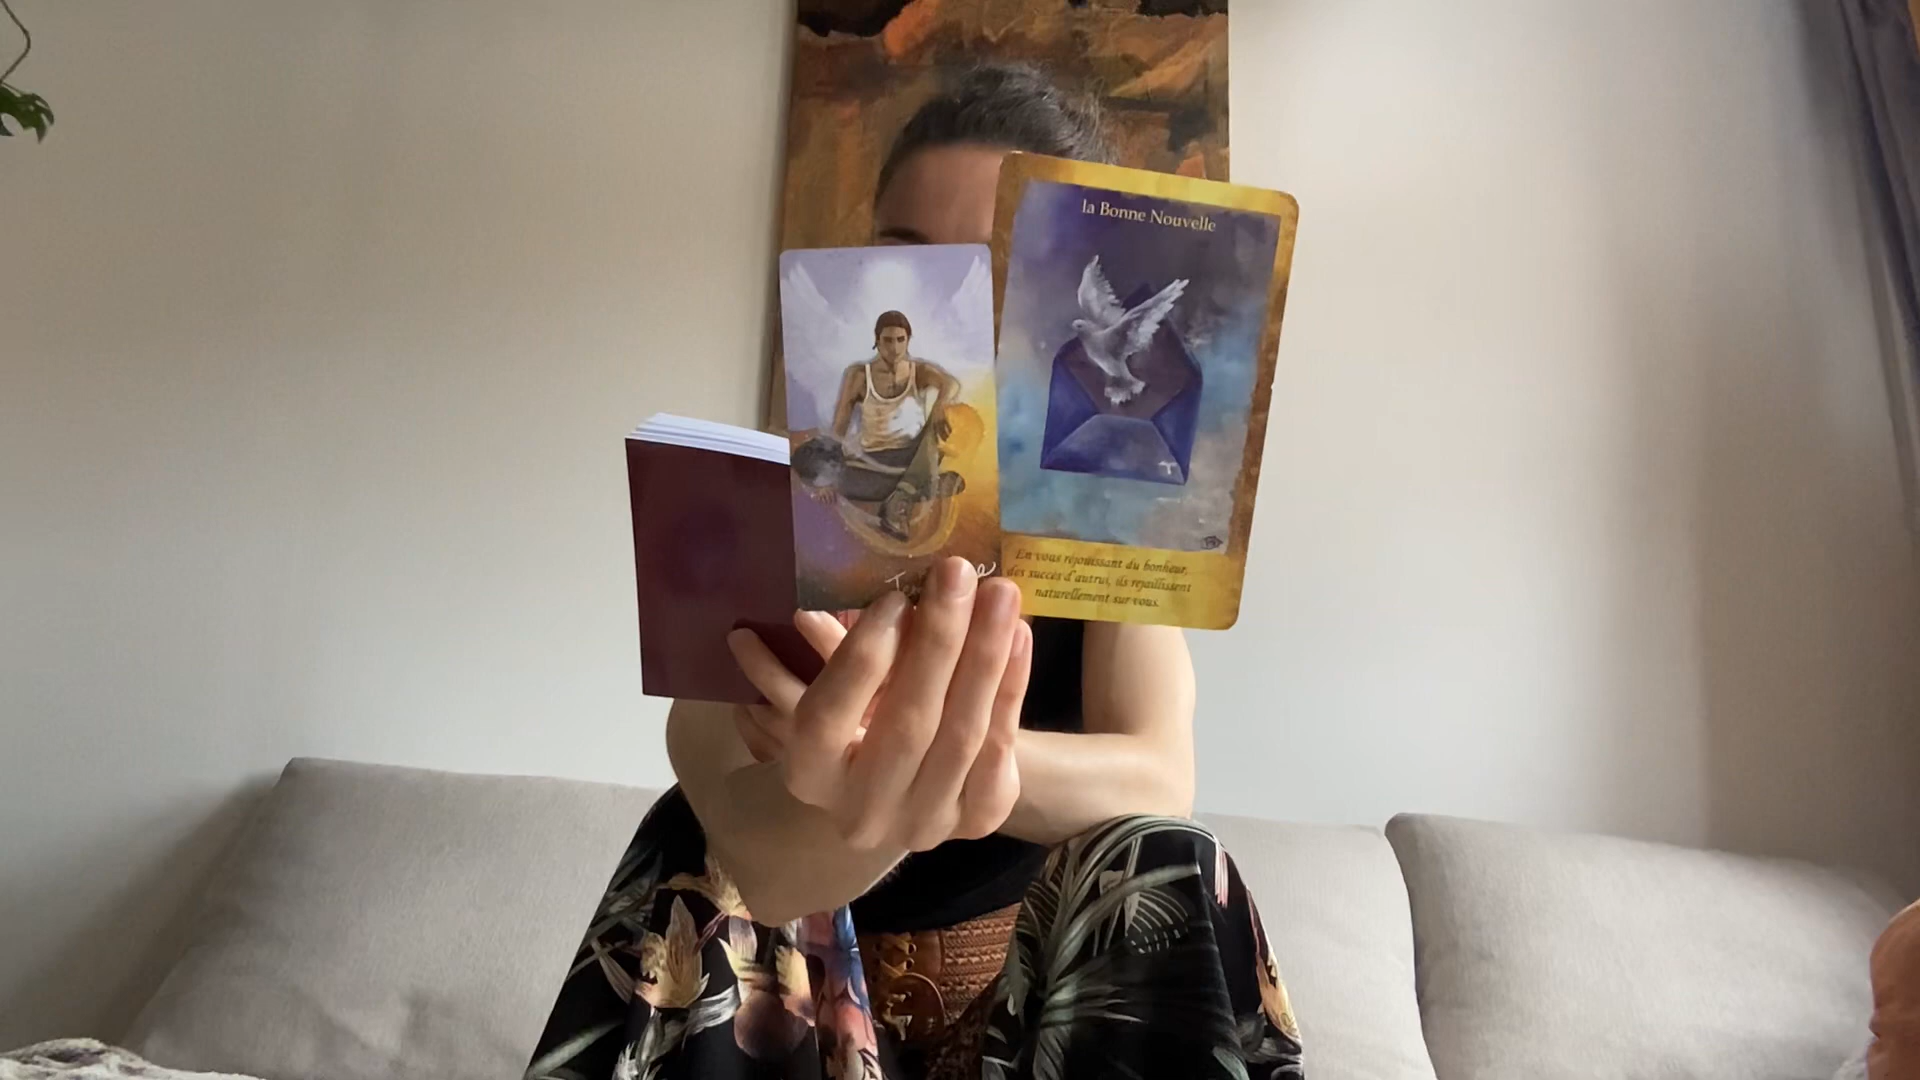 la Bonne Nouvelle
En vous réjouissant du bonheur,
des succès d'autrui, ils rejaillissent
naturellement sur vous.